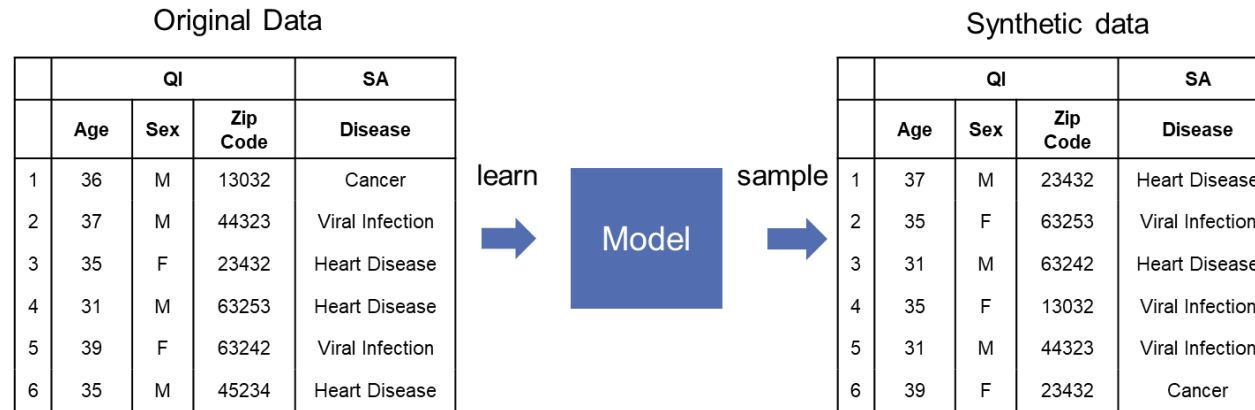 Original Data
QI SA
Age Sex Zip Code Disease
1 36 M 13032 Cancer
2 37 M 44323 Viral Infection
3 35 F 23432 Heart Disease
4 31 M 63253 Heart Disease
5 39 F 63242 Viral Infection
6 35 M 45234 Heart Disease
learn
Model
sample
Synthetic data
QI SA
Age Sex Zip Code Disease
1 37 M 23432 Heart Disease
2 35 F 63253 Viral Infection
3 31 M 63242 Heart Disease
4 35 F 13032 Viral Infection
5 31 M 44323 Viral Infection
6 39 F 23432 Cancer